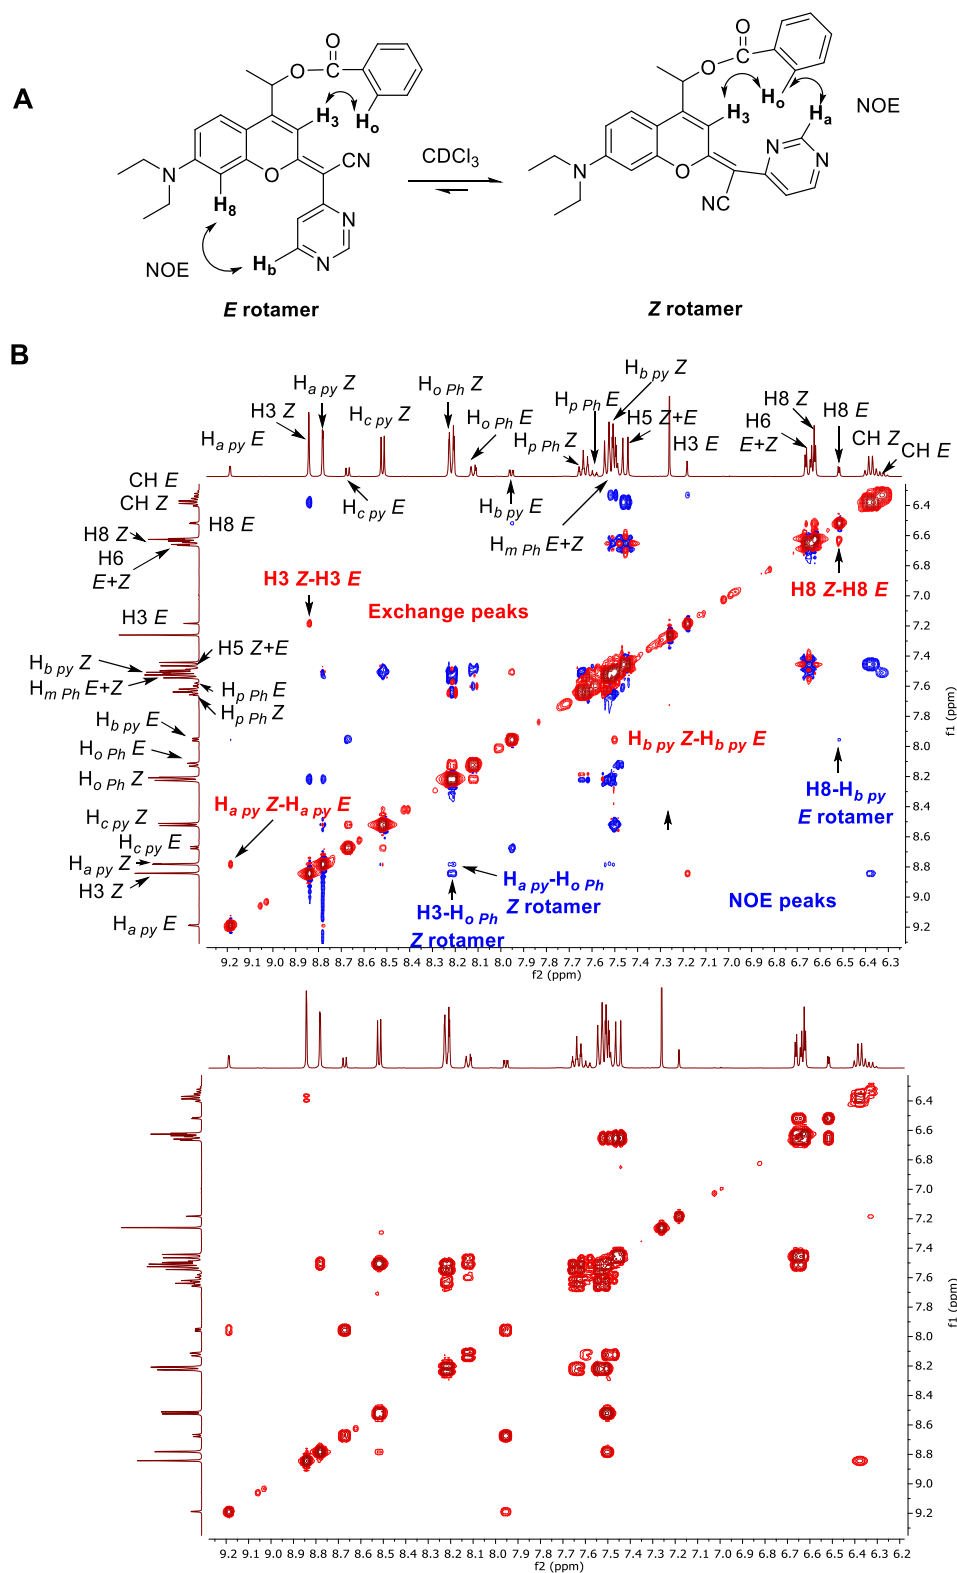 A
O
C
O
H3
Ho
CN
O
N
H8
N
N
Hb
NOE
E rotamer
CDCl3
O
C
O
H3
Ho
Ha
NOE
N
N
O
N
NC
Z rotamer
B
Ha py E
H3 Z
Ha py Z
Hc py Z
Ho Ph Z
Ho Ph E
Hp Ph Z
Hp Ph E
Hb py Z
H5 Z+E
H3 E
H6
E+Z
H8 Z
H8 E
CH Z
CH E
Hc py E
Hb py E
Hm Ph E+Z
CH E
CH Z
H8 E
H8 Z
H6
E+Z
H3 E
H5 Z+E
Hb py Z
Hm Ph E+Z
Hp Ph E
Hp Ph Z
Hb py E
Ho Ph E
Ho Ph Z
Hc py Z
Hc py E
Ha py Z
H3 Z
Ha py E
H3 Z-H3 E
Exchange peaks
H8 Z-H8 E
Hb py Z-Hb py E
Ha py Z-Ha py E
H8-Hb py
E rotamer
Ha py-Ho Ph
Z rotamer
H3-Ho Ph
Z rotamer
NOE peaks
6.4
6.6
6.8
7.0
7.2
7.4
7.6
7.8
8.0
8.2
8.4
8.6
8.8
9.0
9.2
f1 (ppm)
9.2 9.1 9.0 8.9 8.8 8.7 8.6 8.5 8.4 8.3 8.2 8.1 8.0 7.9 7.8 7.7 7.6 7.5 7.4 7.3 7.2 7.1 7.0 6.9 6.8 6.7 6.6 6.5 6.4 6.3
f2 (ppm)
6.4
6.6
6.8
7.0
7.2
7.4
7.6
7.8
8.0
8.2
8.4
8.6
8.8
9.0
9.2
f1 (ppm)
9.2 9.1 9.0 8.9 8.8 8.7 8.6 8.5 8.4 8.3 8.2 8.1 8.0 7.9 7.8 7.7 7.6 7.5 7.4 7.3 7.2 7.1 7.0 6.9 6.8 6.7 6.6 6.5 6.4 6.3 6.2
f2 (ppm)